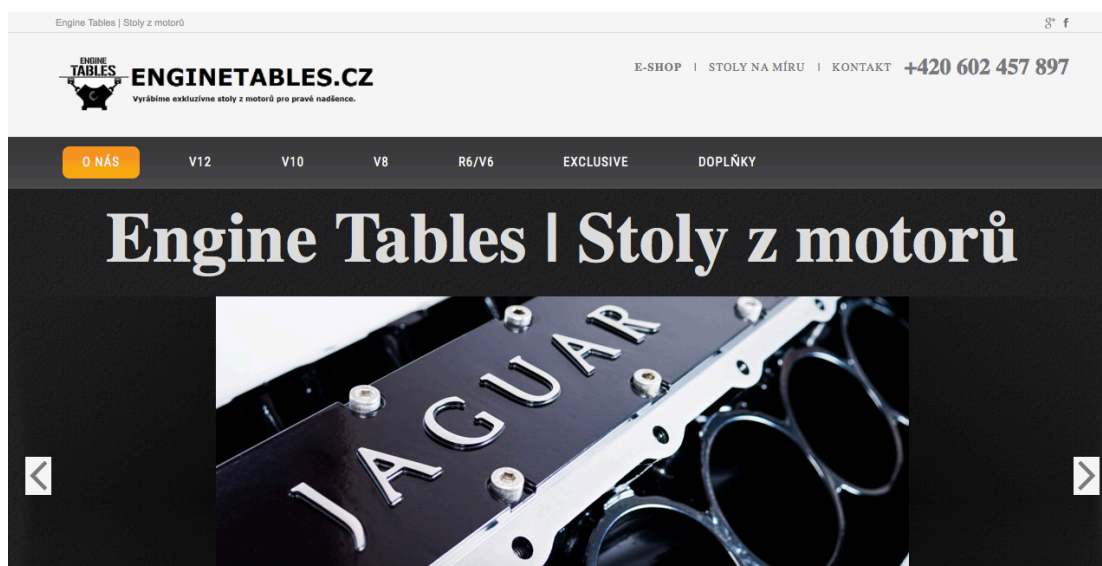 Engine Tables | Stoly z motorů
g+ f
ENGINE
TABLES
ENGINETABLES.CZ
Vyrábíme exkluzívne stoly z motorů pro pravé nadšence.
E-SHOP | STOLY NA MÍRU | KONTAKT +420 602 457 897
O NÁS V12 V10 V8 R6/V6 EXCLUSIVE DOPLŇKY
Engine Tables | Stoly z motorů
JAGUAR